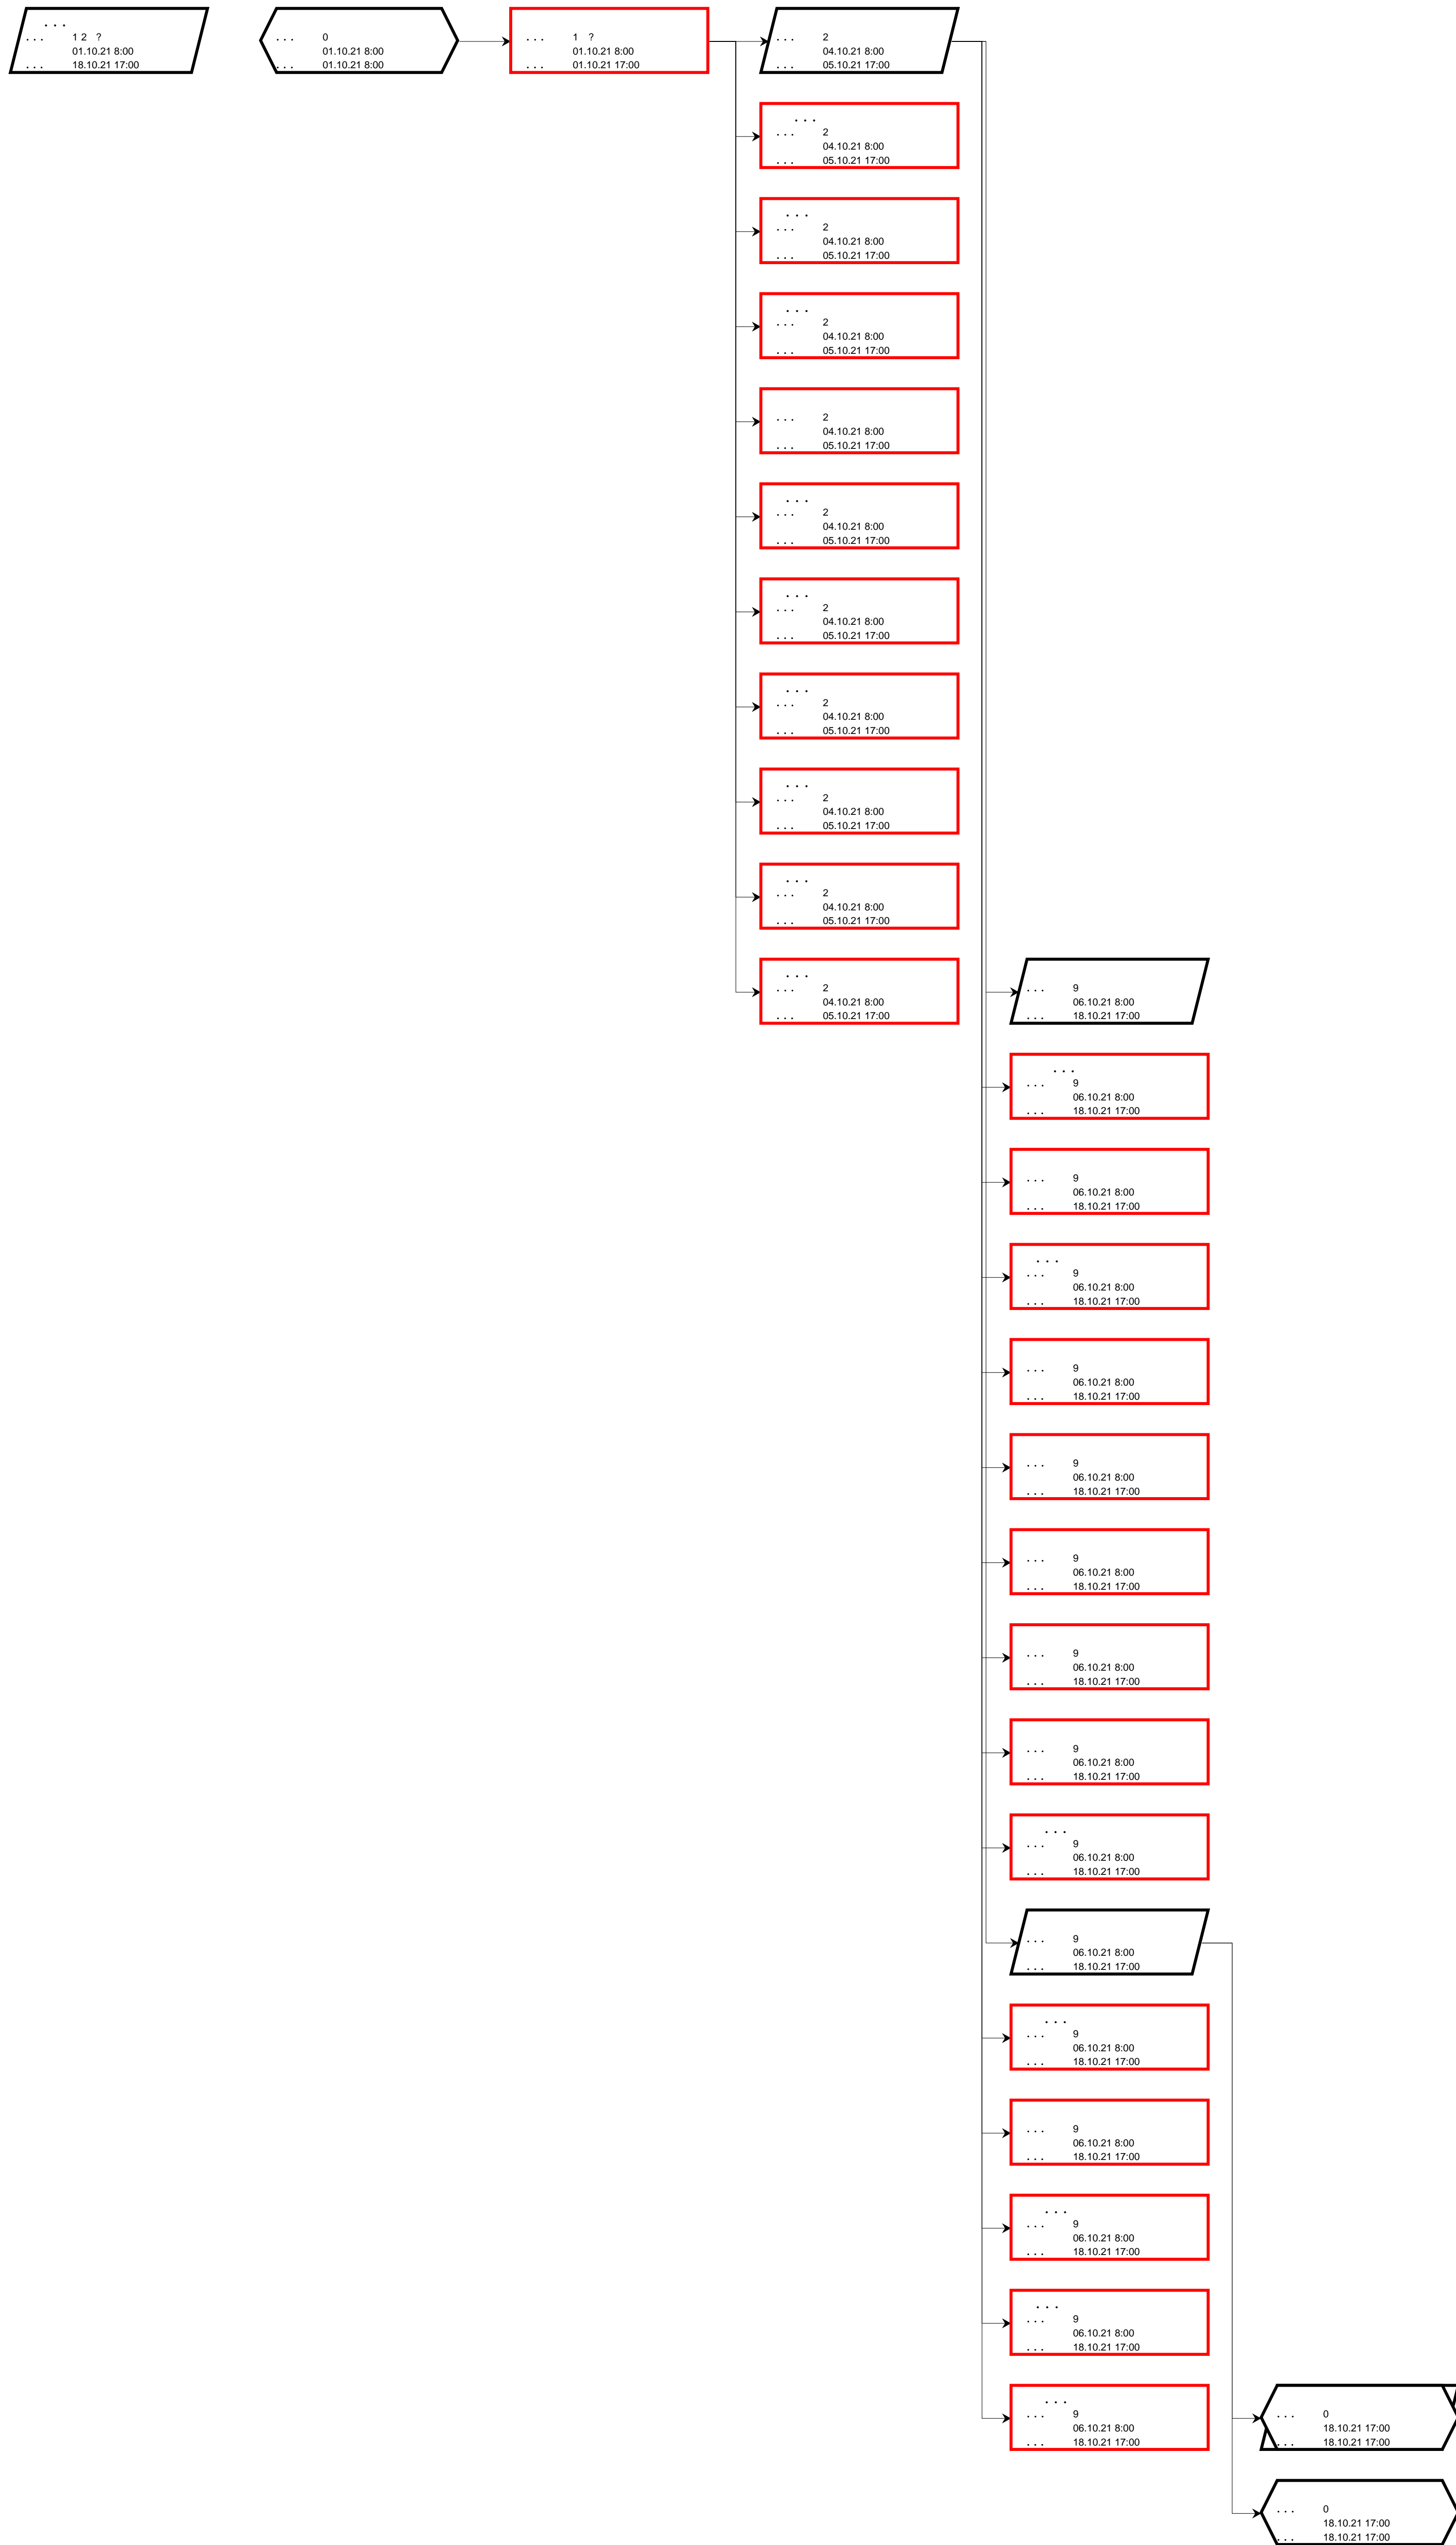 . . .
. . . 1 2 ?
01.10.21 8:00
. . . 18.10.21 17:00
. . . 0
01.10.21 8:00
. . . 01.10.21 8:00
. . . 1 ?
01.10.21 8:00
. . . 01.10.21 17:00
. . . 2
04.10.21 8:00
. . . 05.10.21 17:00
. . .
. . . 2
04.10.21 8:00
. . . 05.10.21 17:00
. . .
. . . 2
04.10.21 8:00
. . . 05.10.21 17:00
. . .
. . . 2
04.10.21 8:00
. . . 05.10.21 17:00
. . . 2
04.10.21 8:00
. . . 05.10.21 17:00
. . .
. . . 2
04.10.21 8:00
. . . 05.10.21 17:00
. . .
. . . 2
04.10.21 8:00
. . . 05.10.21 17:00
. . .
. . . 2
04.10.21 8:00
. . . 05.10.21 17:00
. . .
. . . 2
04.10.21 8:00
. . . 05.10.21 17:00
. . .
. . . 2
04.10.21 8:00
. . . 05.10.21 17:00
. . .
. . . 2
04.10.21 8:00
. . . 05.10.21 17:00
. . . 9
06.10.21 8:00
. . . 18.10.21 17:00
. . .
. . . 9
06.10.21 8:00
. . . 18.10.21 17:00
. . . 9
06.10.21 8:00
. . . 18.10.21 17:00
. . .
. . . 9
06.10.21 8:00
. . . 18.10.21 17:00
. . . 9
06.10.21 8:00
. . . 18.10.21 17:00
. . . 9
06.10.21 8:00
. . . 18.10.21 17:00
. . . 9
06.10.21 8:00
. . . 18.10.21 17:00
. . . 9
06.10.21 8:00
. . . 18.10.21 17:00
. . . 9
06.10.21 8:00
. . . 18.10.21 17:00
. . .
. . . 9
06.10.21 8:00
. . . 18.10.21 17:00
. . . 9
06.10.21 8:00
. . . 18.10.21 17:00
. . .
. . . 9
06.10.21 8:00
. . . 18.10.21 17:00
. . . 9
06.10.21 8:00
. . . 18.10.21 17:00
. . .
. . . 9
06.10.21 8:00
. . . 18.10.21 17:00
. . .
. . . 9
06.10.21 8:00
. . . 18.10.21 17:00
. . .
. . . 9
06.10.21 8:00
. . . 18.10.21 17:00
. . . 0
18.10.21 17:00
. . . 18.10.21 17:00
. . . 0
18.10.21 17:00
. . . 18.10.21 17:00